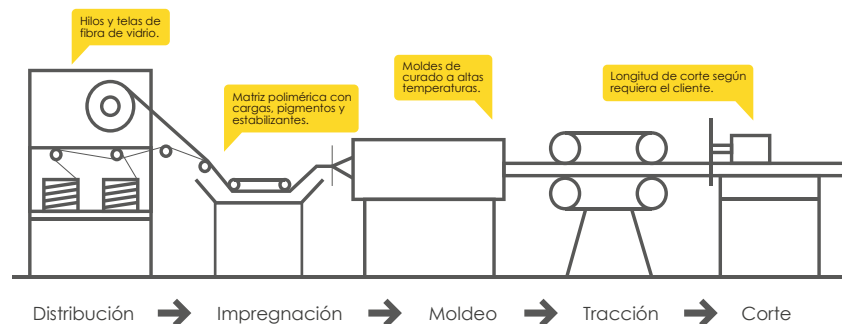 Hilos y telas de
fibra de vidrio.
Matriz polimérica con
cargas, pigmentos y
estabilizantes.
Moldes de
curado a altas
temperaturas.
Longitud de corte según
requiera el cliente.
Distribución Impregnación Moldeo Tracción Corte